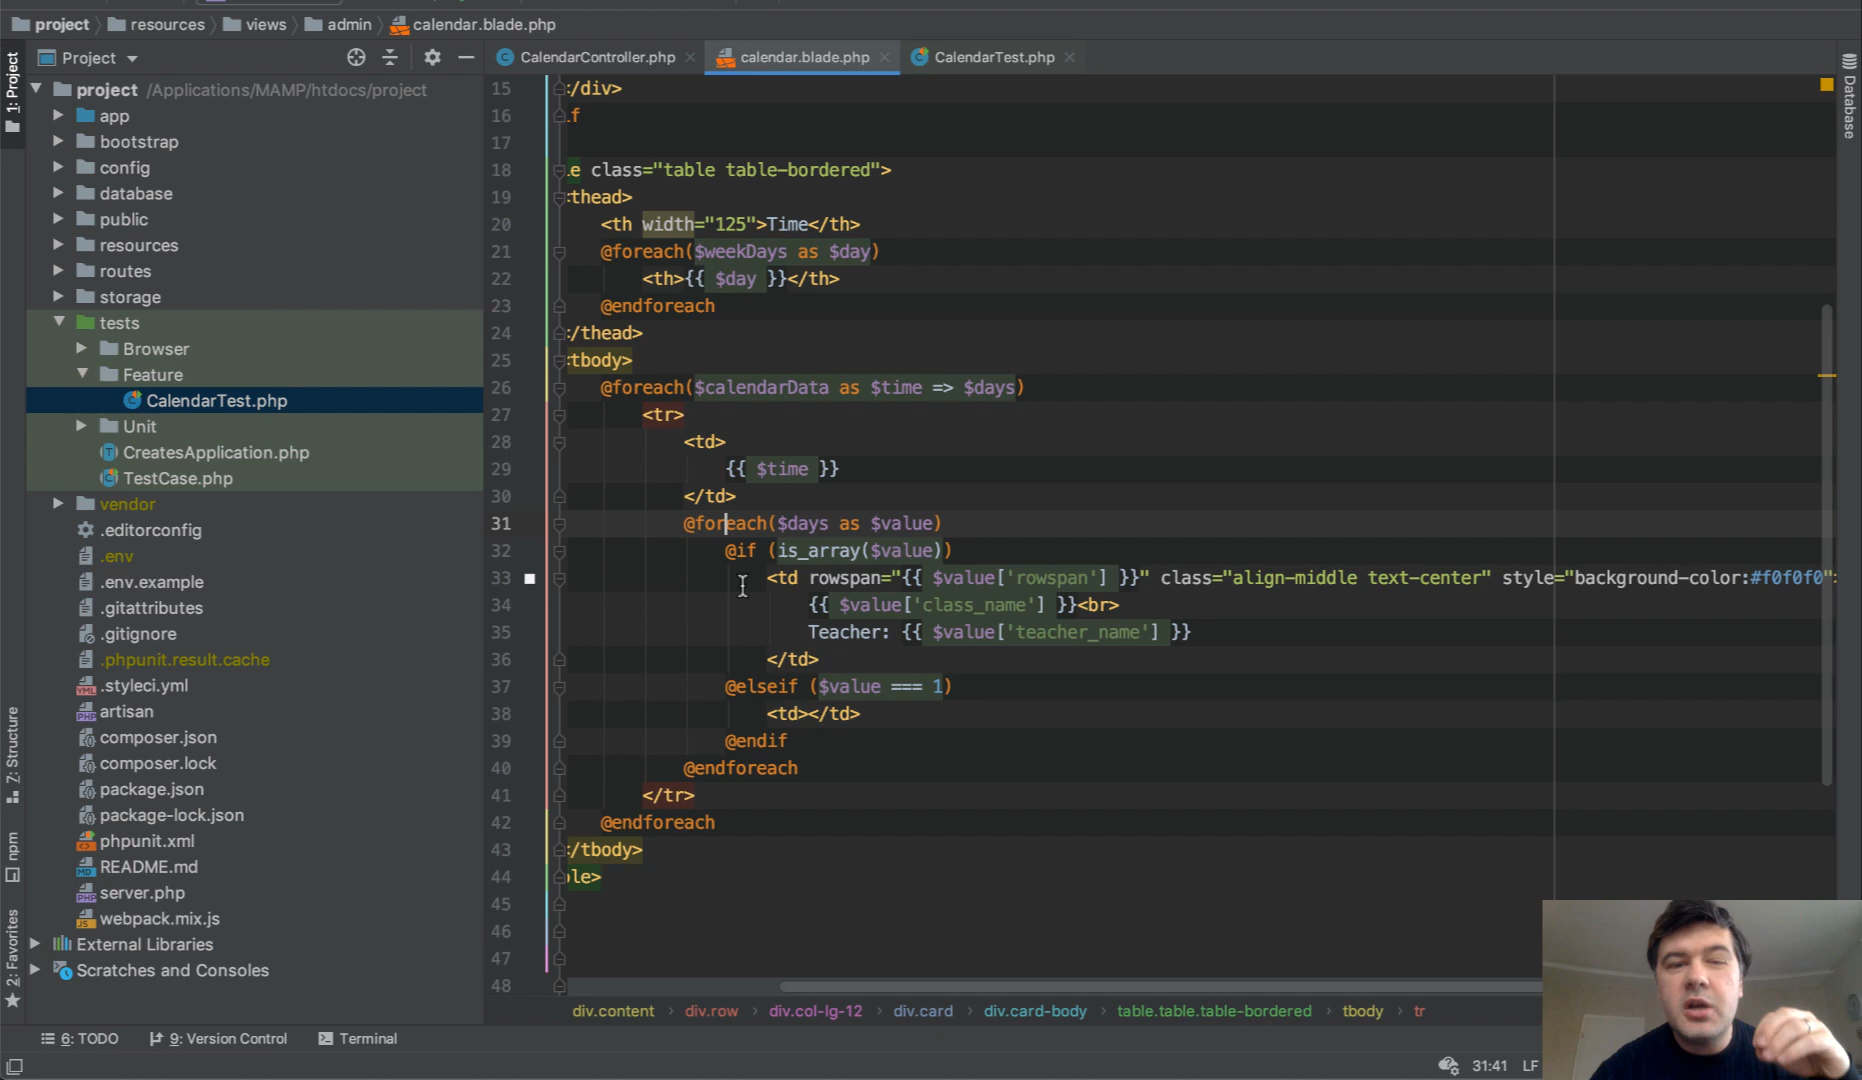 project
resources
views
admin
calendar.blade.php
Project
CalendarController.php
calendar.blade.php
CalendarTest.php
1: Project
Database
project /Applications/MAMP/htdocs/project
app
bootstrap
config
database
public
resources
routes
storage
tests
Browser
Feature
CalendarTest.php
Unit
CreatesApplication.php
TestCase.php
vendor
.editorconfig
.env
.env.example
.gitattributes
.gitignore
.phpunit.result.cache
.styleci.yml
artisan
composer.json
composer.lock
package.json
package-lock.json
phpunit.xml
README.md
server.php
webpack.mix.js
External Libraries
Scratches and Consoles
7: Structure
npm
2: Favorites
15 </div>
16 if
17
18 le class="table table-bordered">
19 <thead>
20 <th width="125">Time</th>
21 @foreach($weekDays as $day)
22 <th>{{ $day }}</th>
23 @endforeach
24 </thead>
25 <tbody>
26 @foreach($calendarData as $time => $days)
27 <tr>
28 <td>
29 {{ $time }}
30 </td>
31 @foreach($days as $value)
32 @if (is_array($value))
33 <td rowspan="{{ $value['rowspan'] }}" class="align-middle text-center" style="background-color:#f0f0f0">
34 {{ $value['class_name'] }}<br>
35 Teacher: {{ $value['teacher_name'] }}
36 </td>
37 @elseif ($value === 1)
38 <td></td>
39 @endif
40 @endforeach
41 </tr>
42 @endforeach
43 </tbody>
44 ble>
45
46
47
48
div.content
div.row
div.col-lg-12
div.card
div.card-body
table.table.table-bordered
tbody
tr
6: TODO
9: Version Control
Terminal
31:41
LF